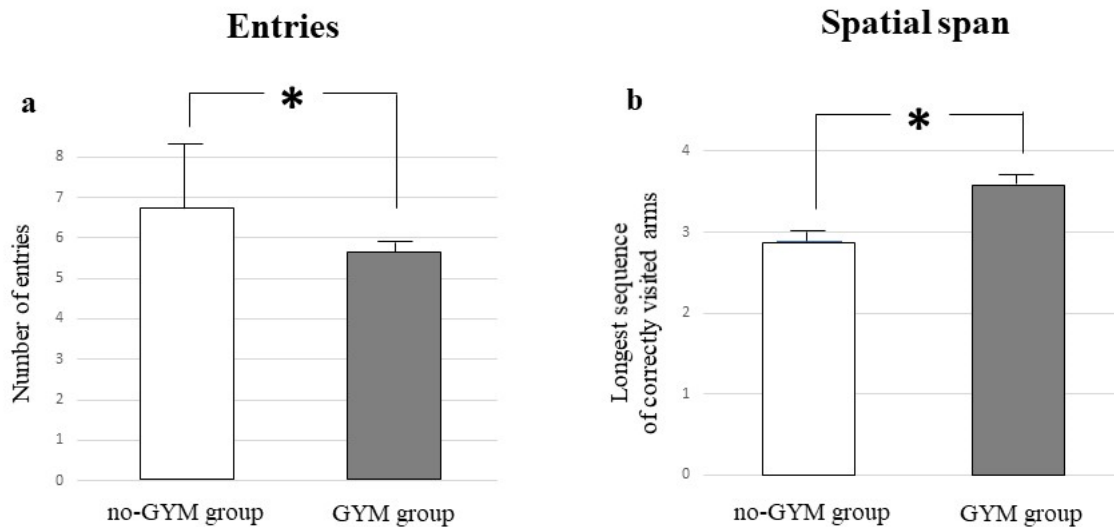 Entries
a
*
8
7
6
5
4
3
2
1
0
Number of entries
no-GYM group
GYM group
Spatial span
b
*
4
3
2
1
0
Longest sequence
of correctly visited arms
no-GYM group
GYM group